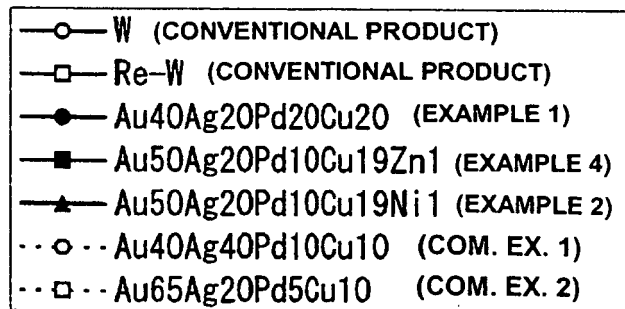 W (CONVENTIONAL PRODUCT)
Re-W (CONVENTIONAL PRODUCT)
Au40Ag20Pd20Cu20 (EXAMPLE 1)
Au50Ag20Pd10Cu19Zn1 (EXAMPLE 4)
Au50Ag20Pd10Cu19Ni1 (EXAMPLE 2)
Au40Ag40Pd10Cu10 (COM. EX. 1)
Au65Ag20Pd5Cu10 (COM. EX. 2)